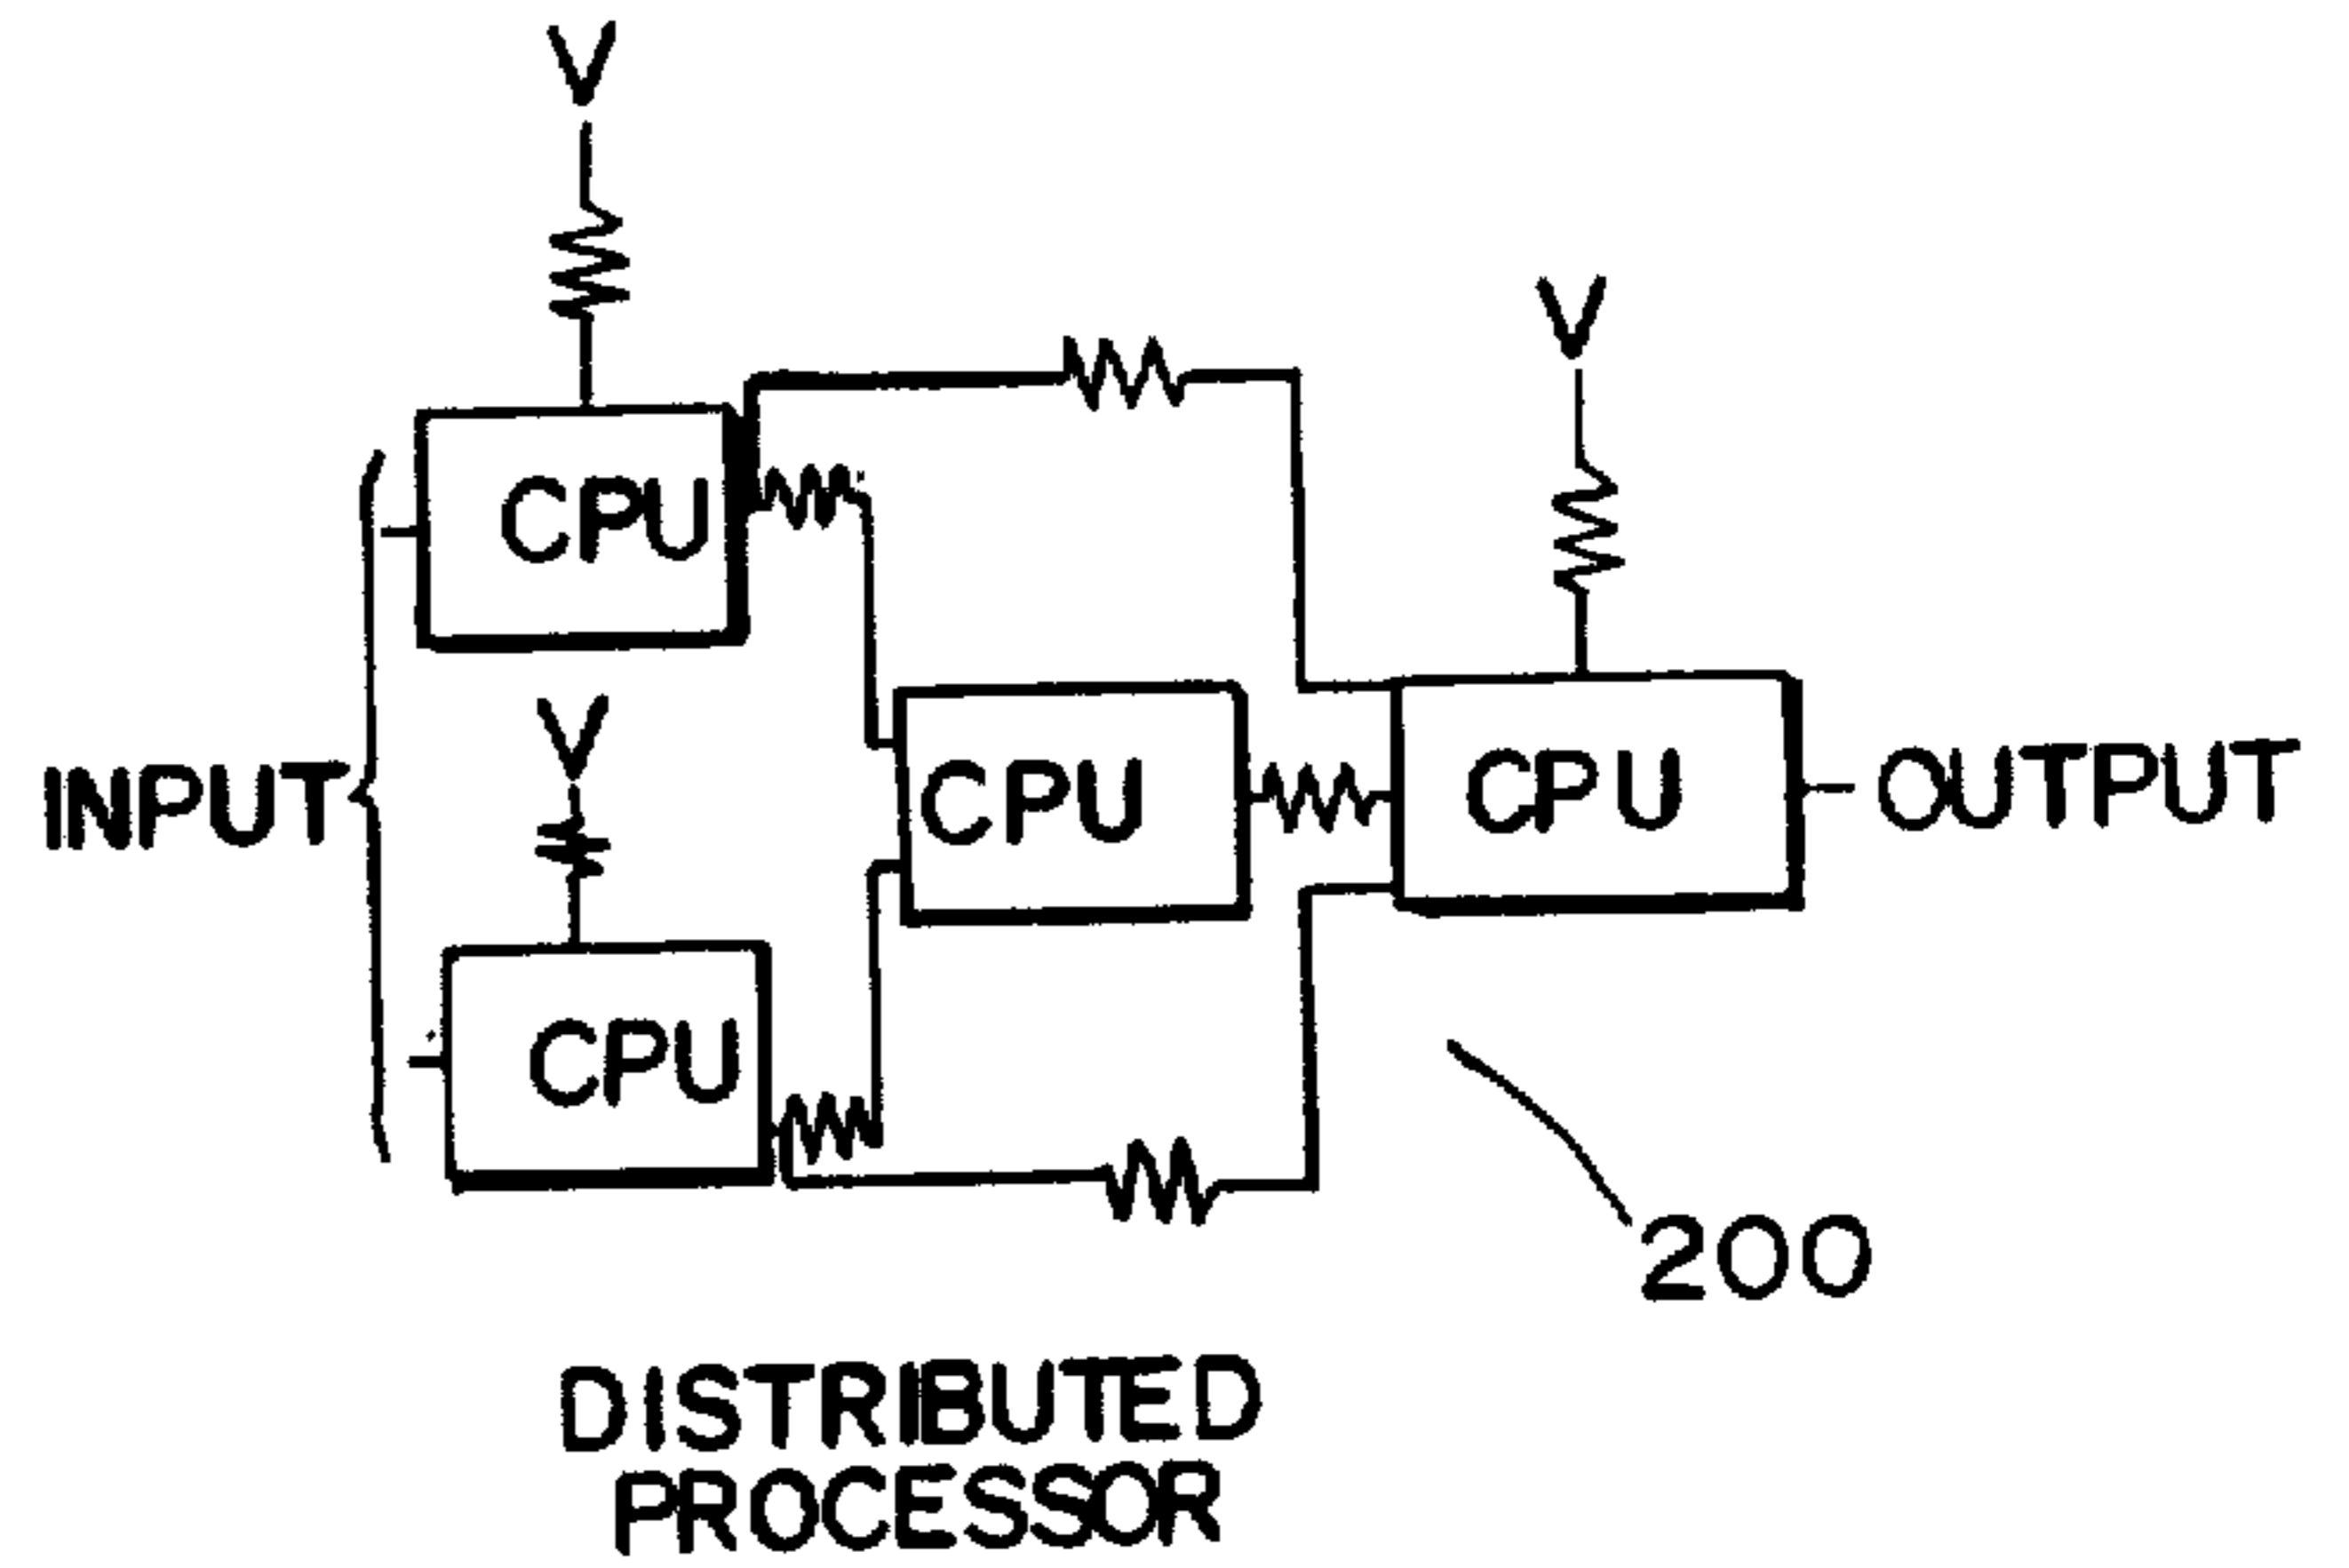 V
V
CPU
V
INPUT
CPU
CPU
OUTPUT
CPU
200
DISTRIBUTED
PROCESSOR